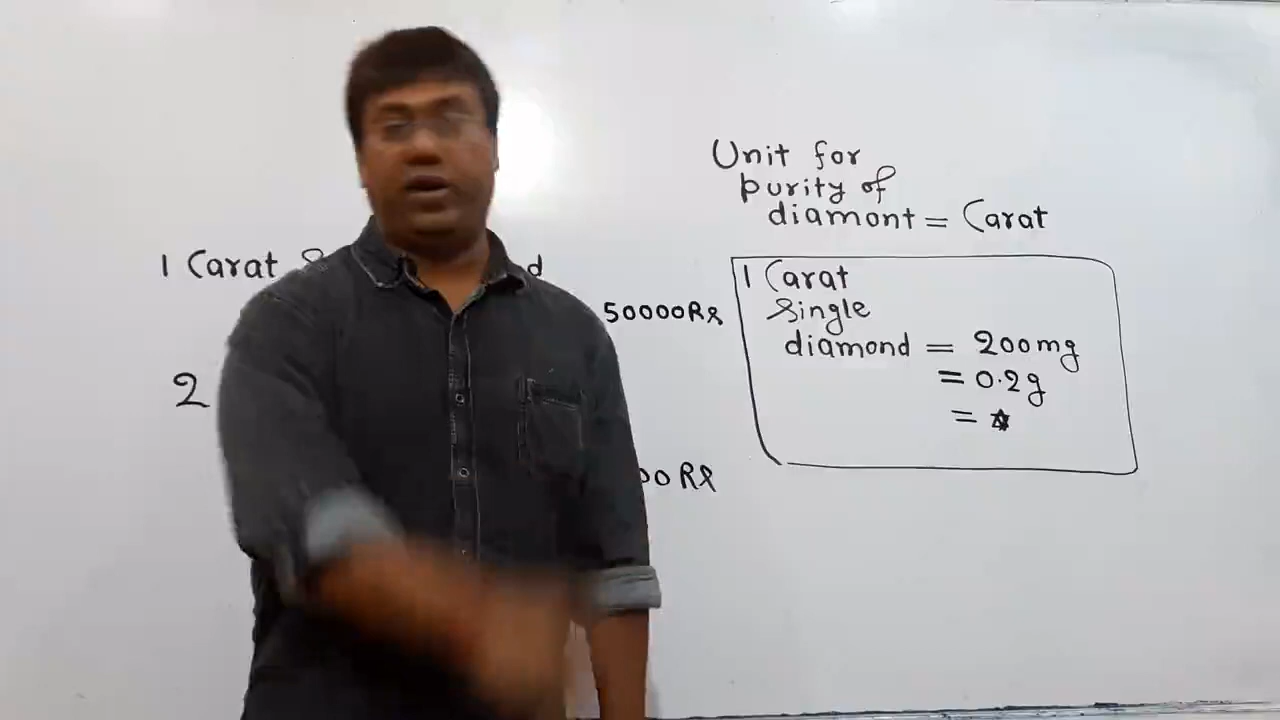 Unit for
purity of
diamont = Carat
1 Carat
50000Rs
2
00Rs
1 Carat
Single
diamond = 200mg
= 0.2g
=